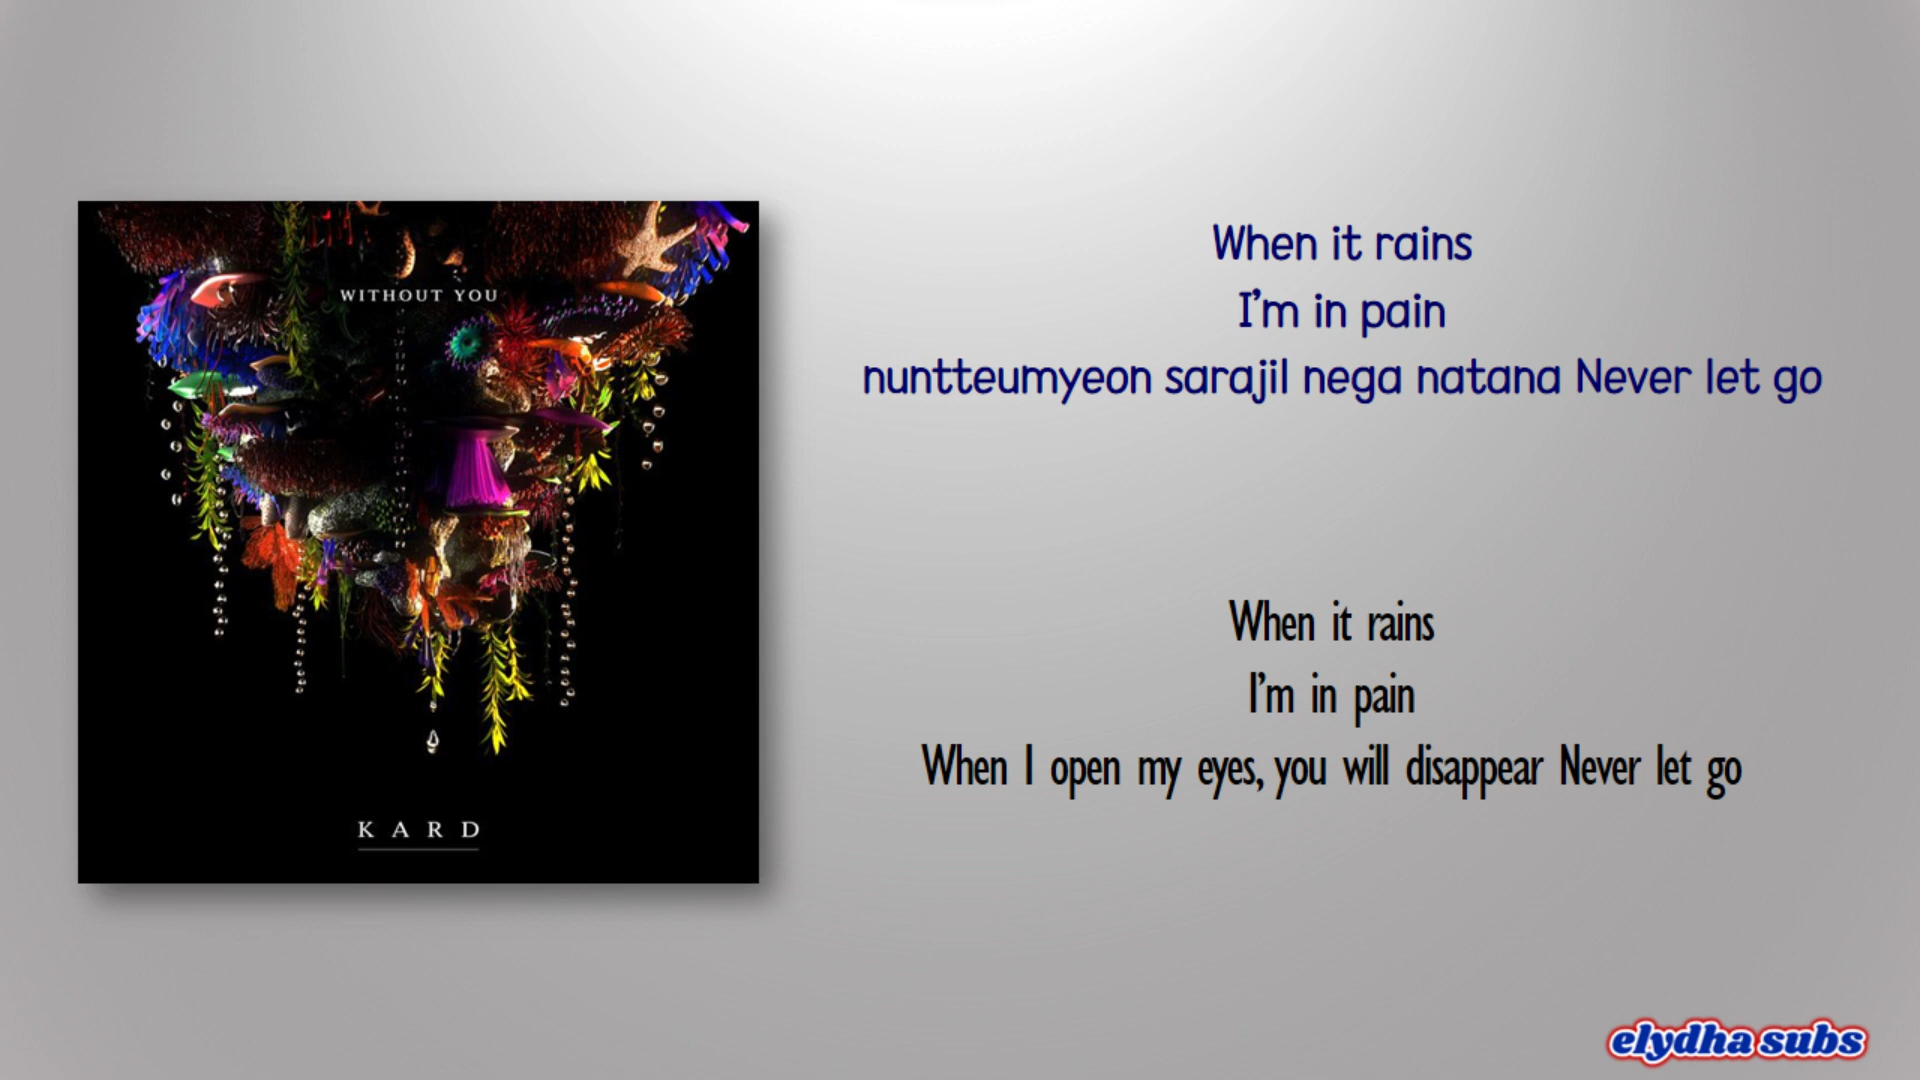 WITHOUT YOU
KARD
When it rains
I'm in pain
nuntteumyeon sarajil nega natana Never let go
When it rains
I'm in pain
When I open my eyes, you will disappear Never let go
elydha subs